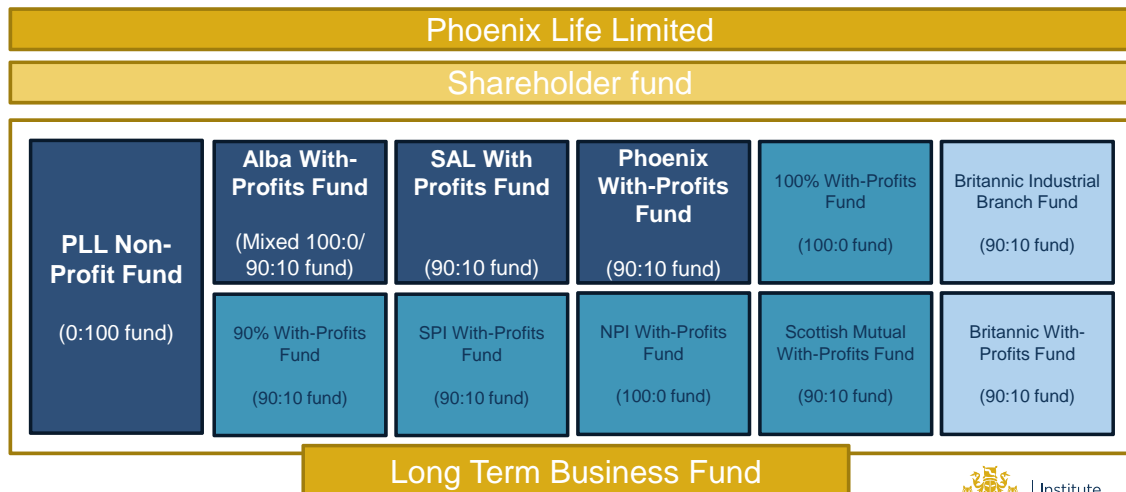 Phoenix Life Limited
Shareholder fund
PLL Non-
Profit Fund
(0:100 fund)
Alba With-
Profits Fund
(Mixed 100:0/
90:10 fund)
SAL With
Profits Fund
(90:10 fund)
Phoenix
With-Profits
Fund
(90:10 fund)
100% With-Profits
Fund
(100:0 fund)
Britannic Industrial
Branch Fund
(90:10 fund)
90% With-Profits
Fund
(90:10 fund)
SPI With-Profits
Fund
(90:10 fund)
NPI With-Profits
Fund
(100:0 fund)
Scottish Mutual
With-Profits Fund
(90:10 fund)
Britannic With-
Profits Fund
(90:10 fund)
Long Term Business Fund
Institute